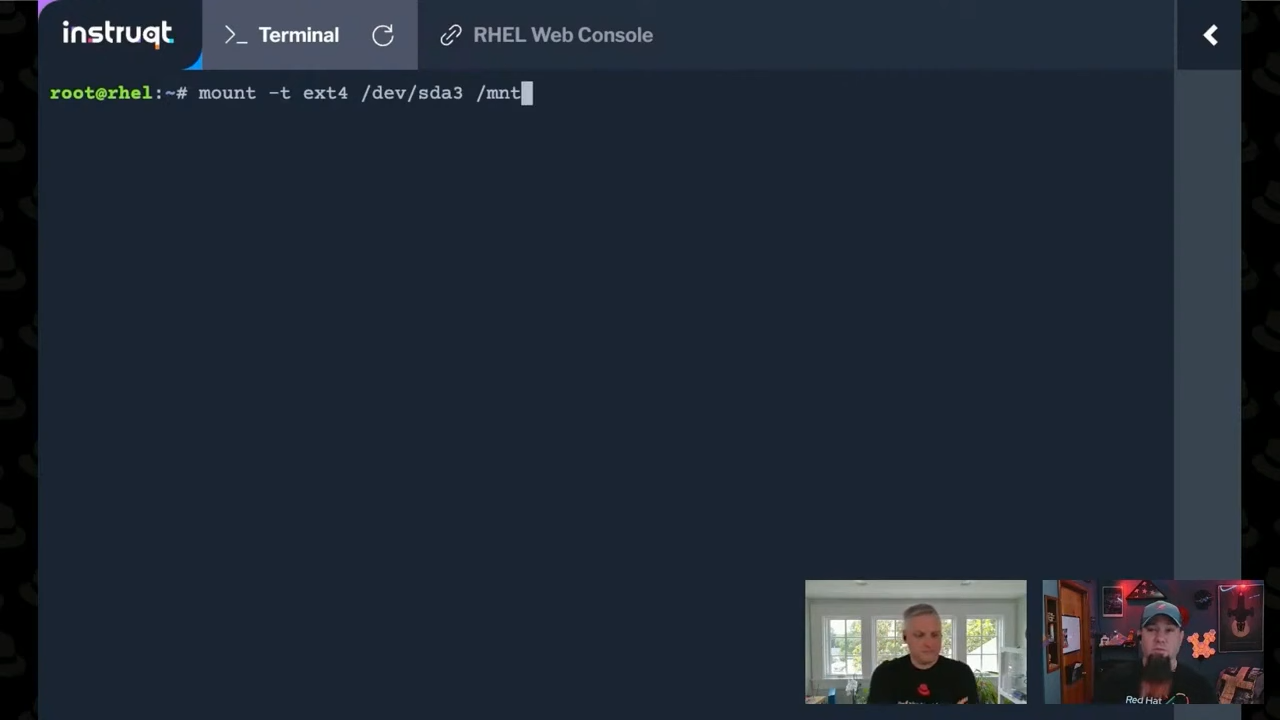 instruqt
>_ Terminal
RHEL Web Console
root@rhel:~# mount -t ext4 /dev/sda3 /mnt
Red Hat